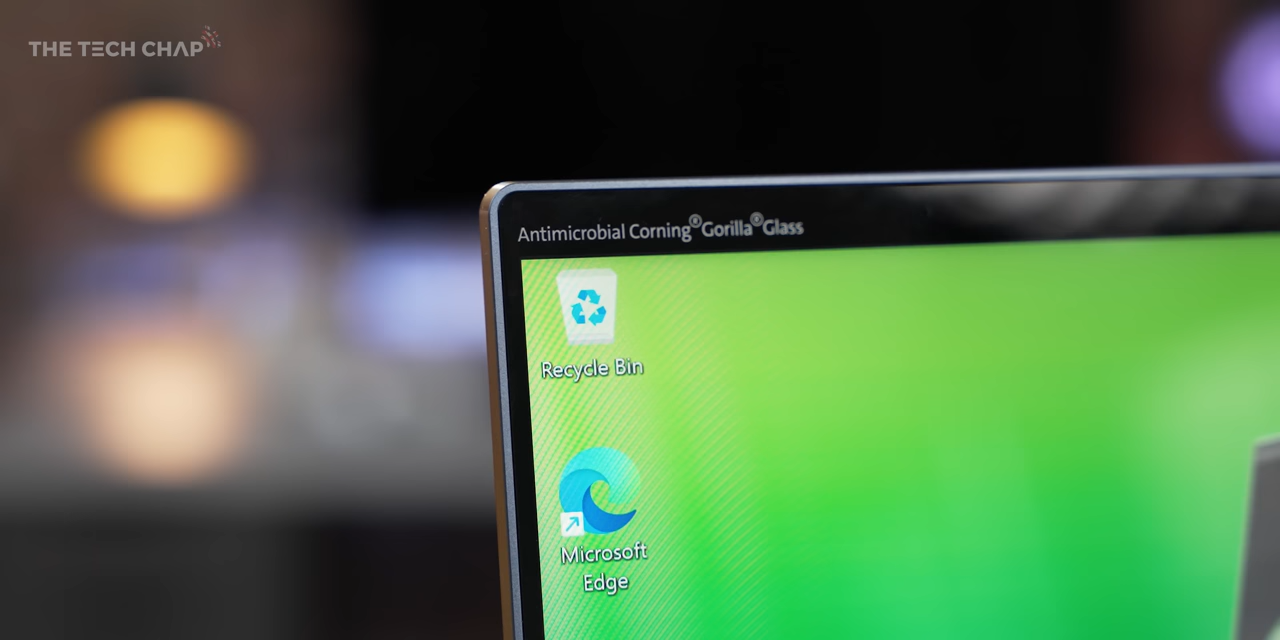 THE TECH CHAP
Antimicrobial Corning® Gorilla® Glass
Recycle Bin
Microsoft
Edge